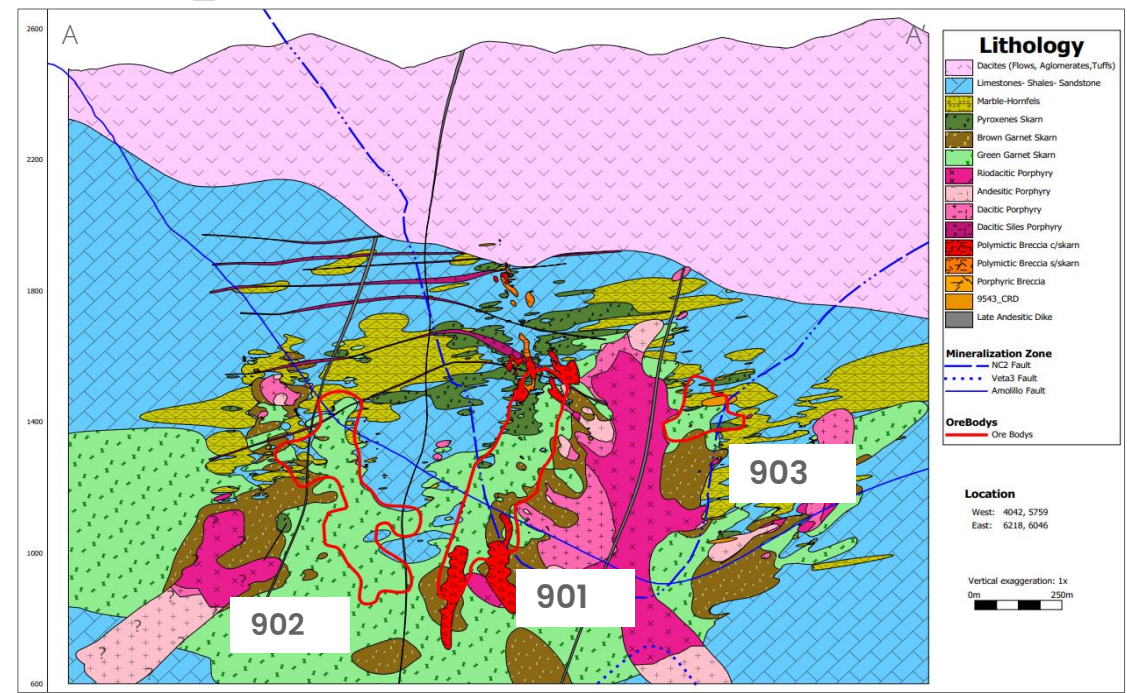 A
A'
2600
2200
1800
1400
1000
600
902
901
903
?
?
?
?
?
?
?
Lithology
Dacites (Flows, Aglomerates,Tuffs)
Limestones- Shales- Sandstone
Marble-Hornfels
Pyroxenes Skarn
Brown Garnet Skarn
Green Garnet Skarn
Riodacitic Porphyry
Andesitic Porphyry
Dacitic Porphyry
Dacitic Siles Porphyry
Polymictic Breccia c/skarn
Polymictic Breccia s/skarn
Porphyric Breccia
9543_CRD
Late Andesitic Dike
Mineralization Zone
NC2 Fault
Veta3 Fault
Amolillo Fault
OreBodys
Ore Bodys
Location
West: 4042, 5759
East: 6218, 6046
Vertical exaggeration: 1x
0m 250m